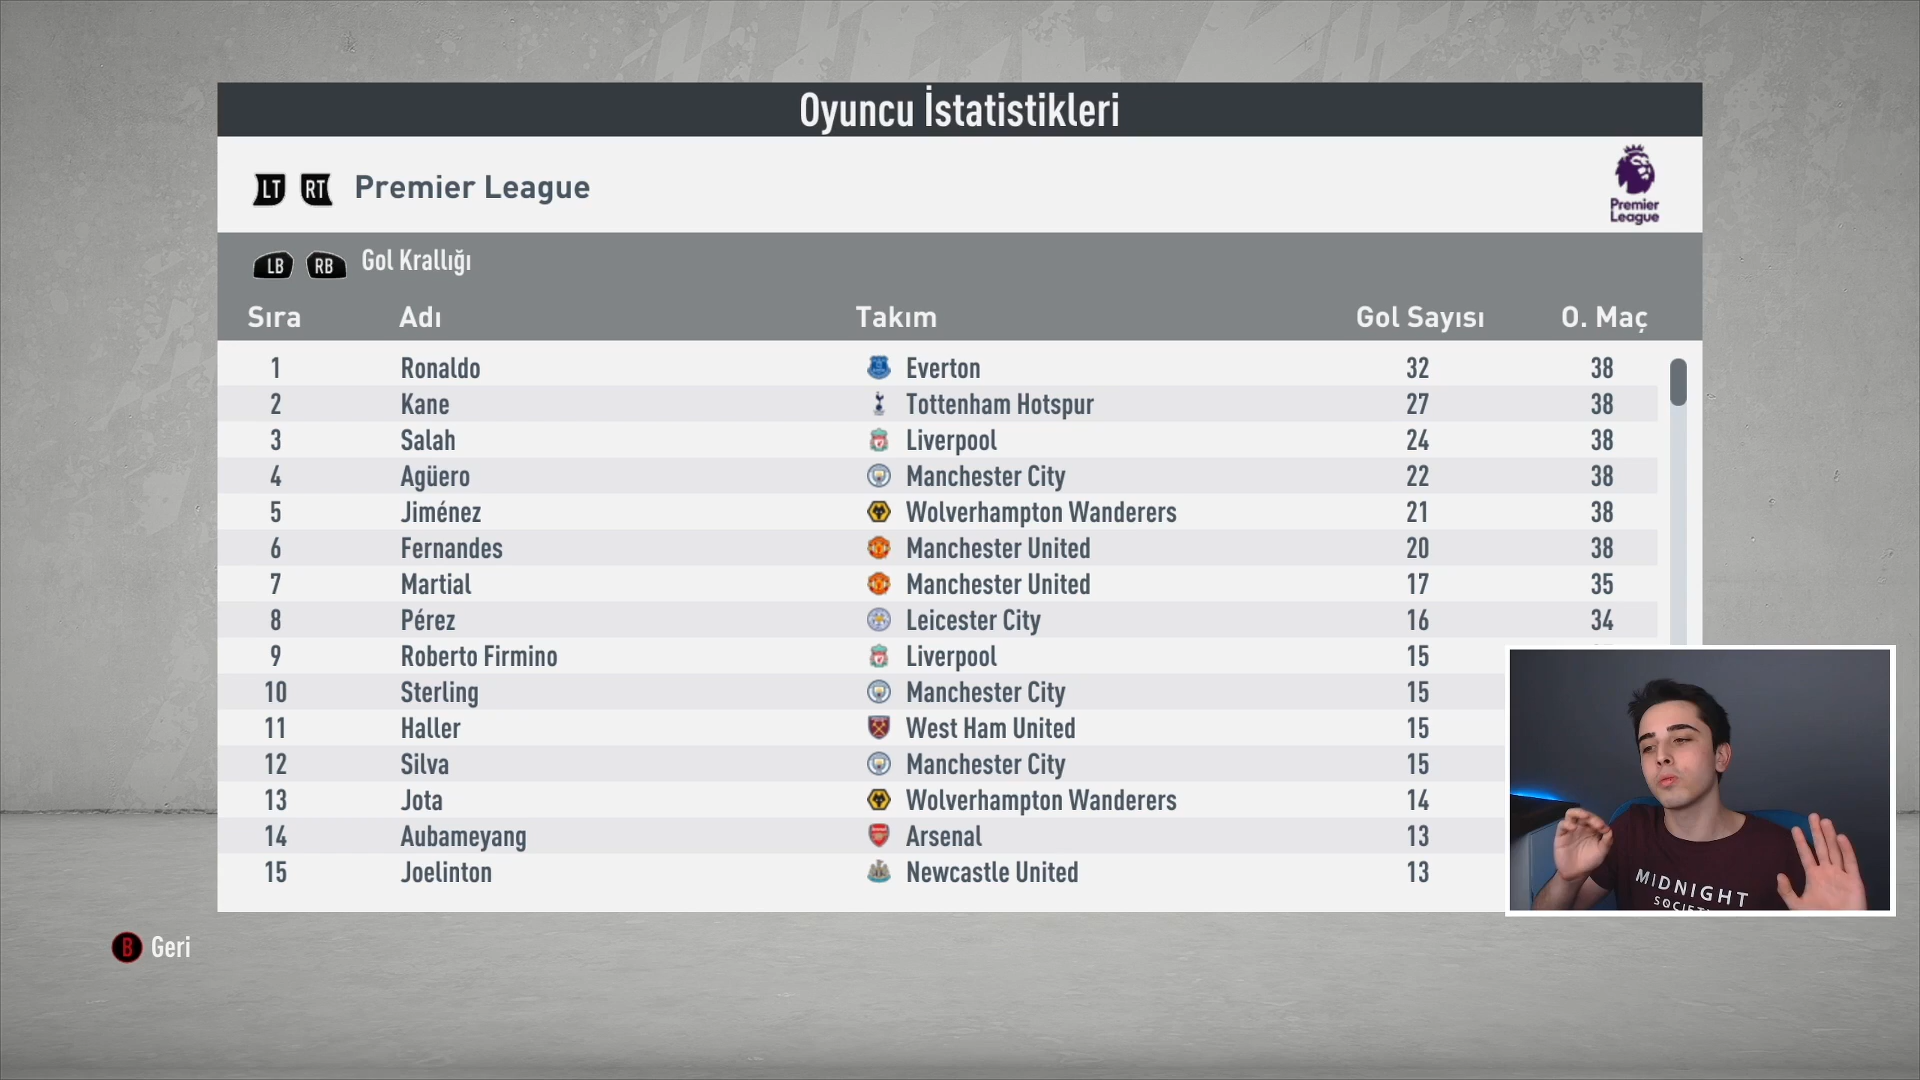 Oyuncu İstatistikleri
LT RT Premier League
Premier
League
LB RB Gol Krallığı
Sıra Adı Takım Gol Sayısı O. Maç
1 Ronaldo Everton 32 38
2 Kane Tottenham Hotspur 27 38
3 Salah Liverpool 24 38
4 Agüero Manchester City 22 38
5 Jiménez Wolverhampton Wanderers 21 38
6 Fernandes Manchester United 20 38
7 Martial Manchester United 17 35
8 Pérez Leicester City 16 34
9 Roberto Firmino Liverpool 15
10 Sterling Manchester City 15
11 Haller West Ham United 15
12 Silva Manchester City 15
13 Jota Wolverhampton Wanderers 14
14 Aubameyang Arsenal 13
15 Joelinton Newcastle United 13
MIDNIGHT
B Geri